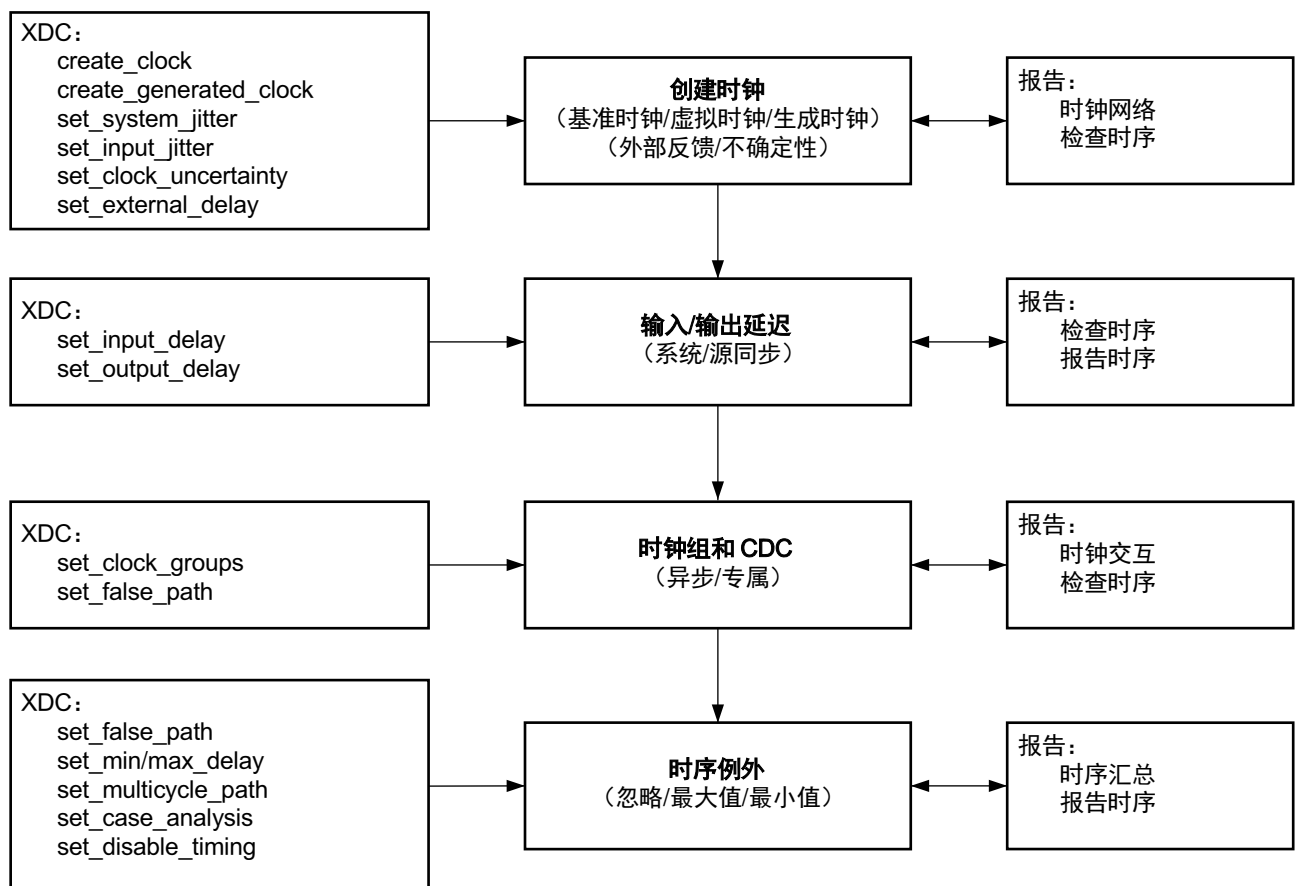 XDC：
create_clock
create_generated_clock
set_system_jitter
set_input_jitter
set_clock_uncertainty
set_external_delay
创建时钟
（基准时钟/虚拟时钟/生成时钟）
（外部反馈/不确定性）
报告：
时钟网络
检查时序
XDC：
set_input_delay
set_output_delay
输入/输出延迟
（系统/源同步）
报告：
检查时序
报告时序
XDC：
set_clock_groups
set_false_path
时钟组和 CDC
（异步/专属）
报告：
时钟交互
检查时序
XDC：
set_false_path
set_min/max_delay
set_multicycle_path
set_case_analysis
set_disable_timing
时序例外
（忽略/最大值/最小值）
报告：
时序汇总
报告时序